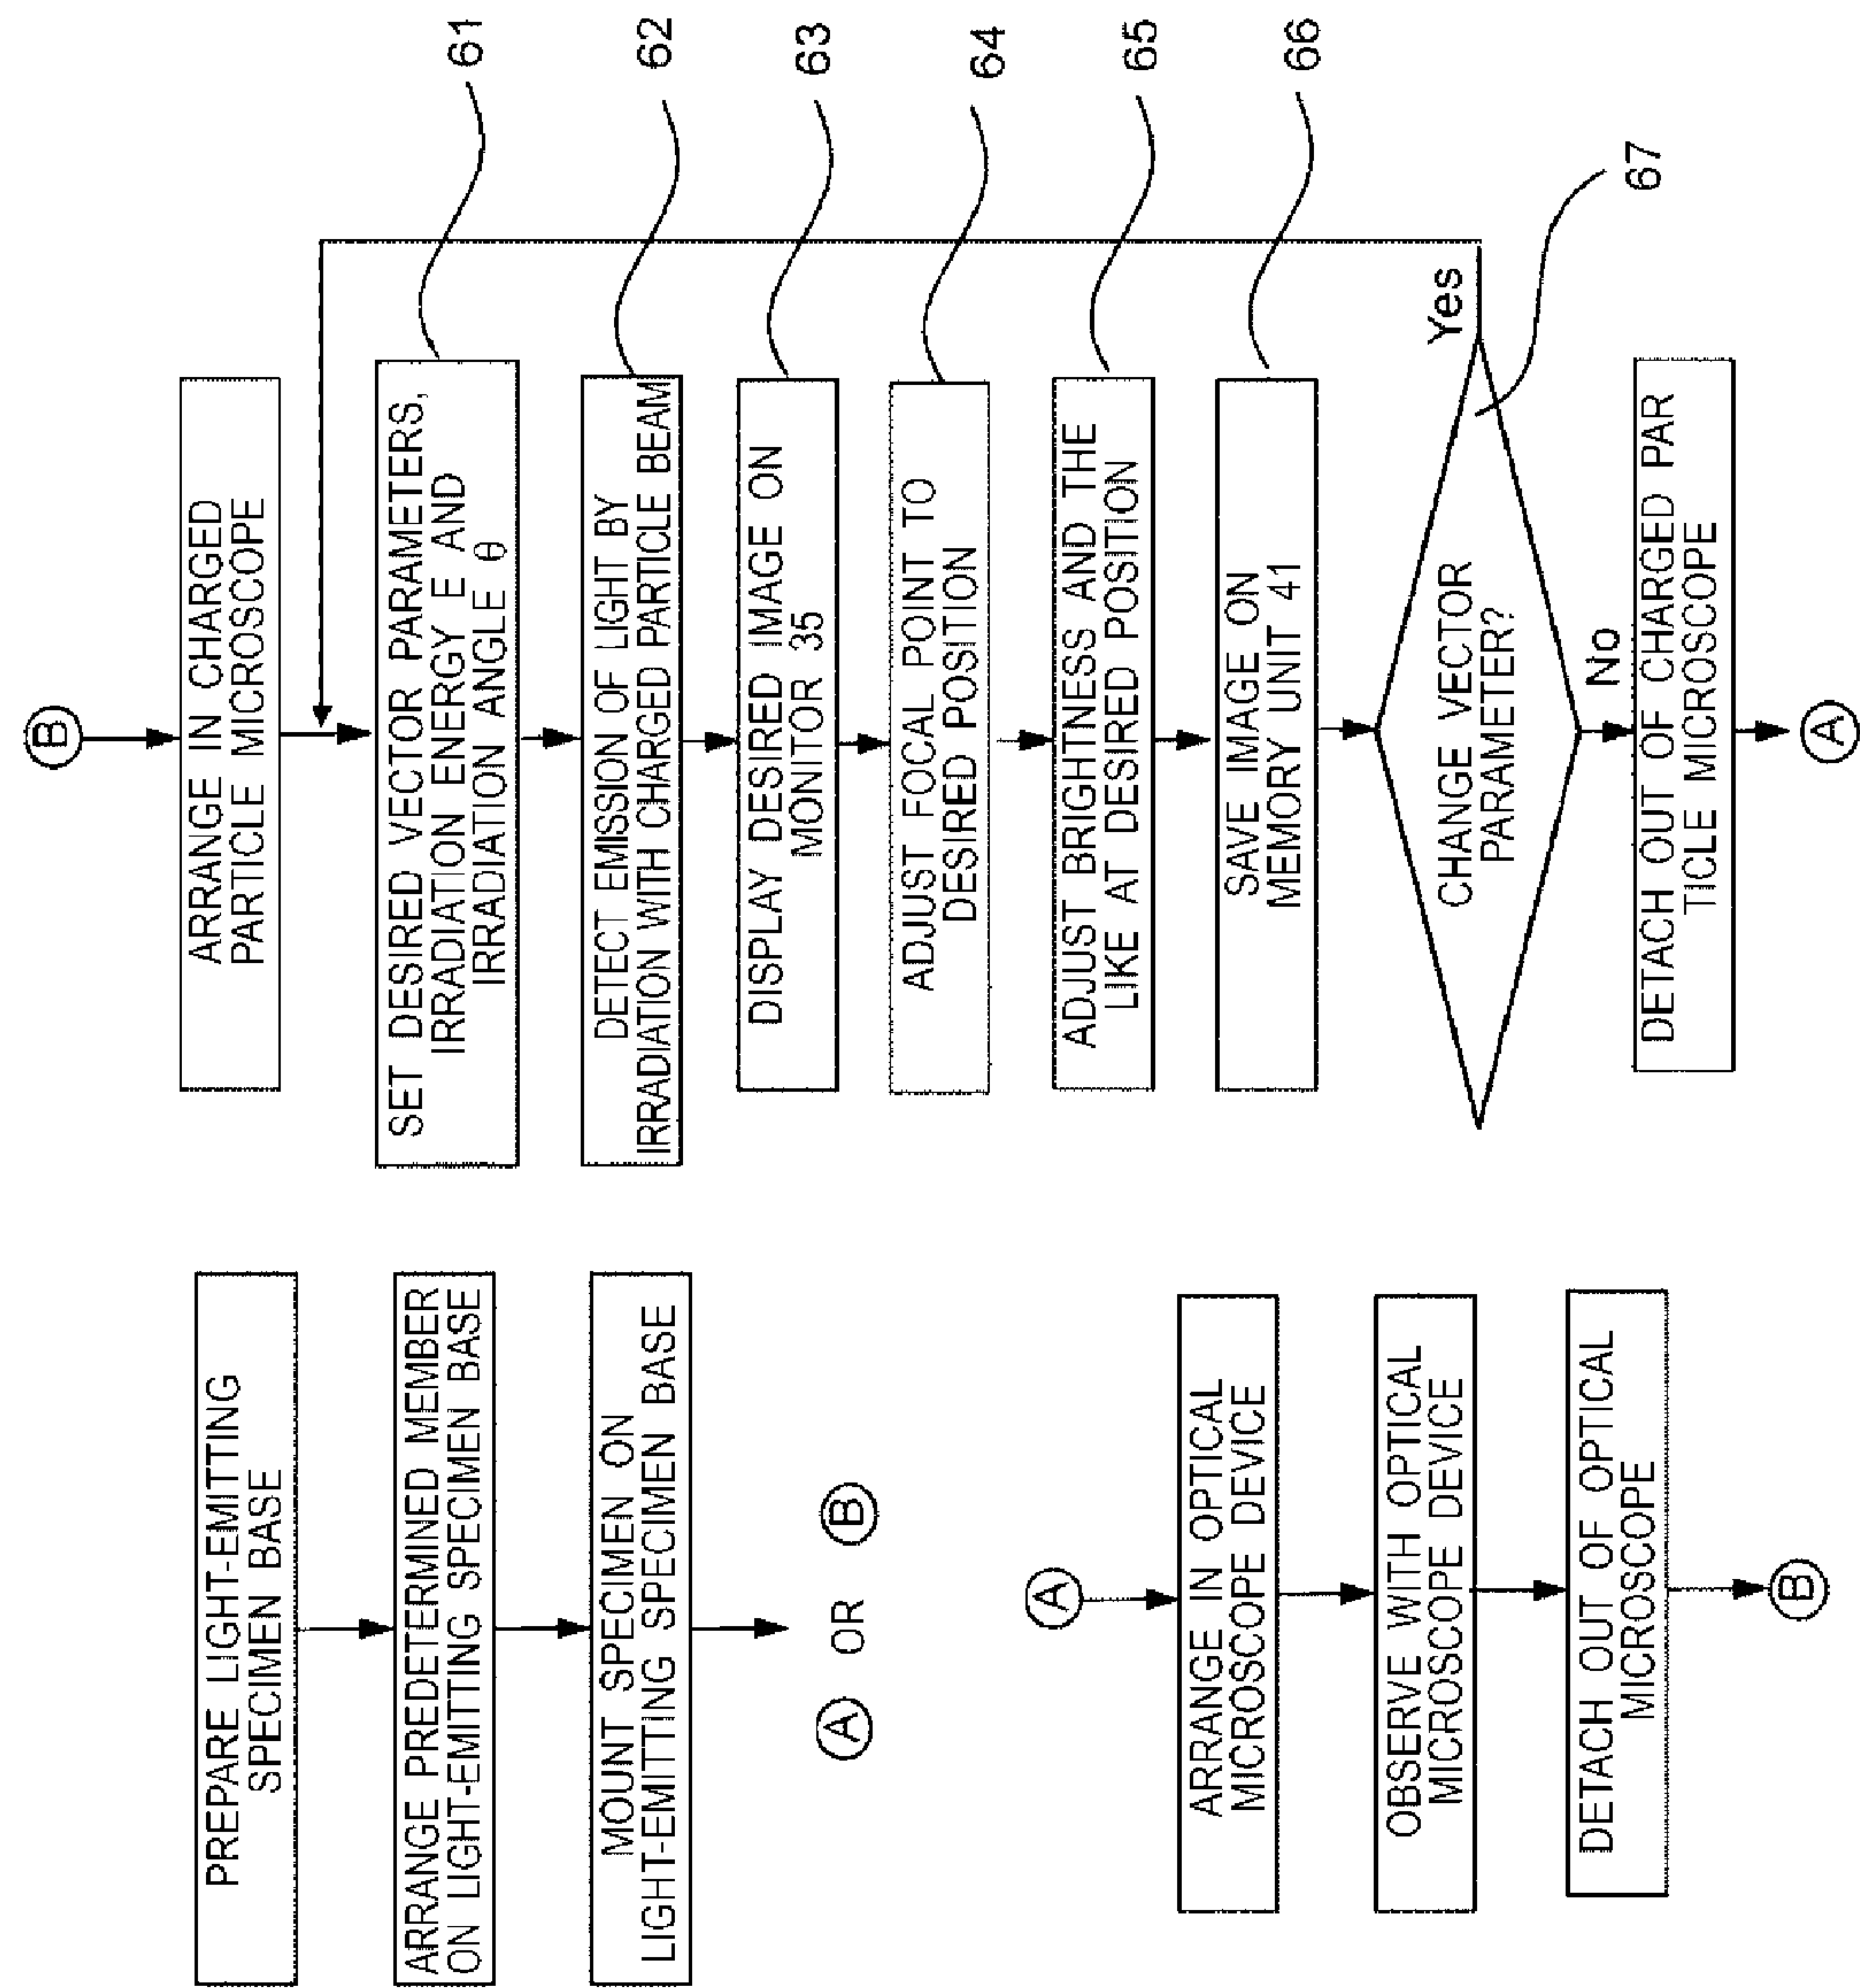 PREPARE LIGHT-EMITTING
SPECIMEN BASE
ARRANGE PREDETERMINED MEMBER
ON LIGHT-EMITTING SPECIMEN BASE
MOUNT SPECIMEN ON
LIGHT-EMITTING SPECIMEN BASE
A OR B
A
ARRANGE IN OPTICAL
MICROSCOPE DEVICE
OBSERVE WITH OPTICAL
MICROSCOPE DEVICE
DETACH OUT OF OPTICAL
MICROSCOPE
B
B
ARRANGE IN CHARGED
PARTICLE MICROSCOPE
SET DESIRED VECTOR PARAMETERS,
IRRADIATION ENERGY E AND
IRRADIATION ANGLE θ
61
DETECT EMISSION OF LIGHT BY
IRRADIATION WITH CHARGED PARTICLE BEAM
62
DISPLAY DESIRED IMAGE ON
MONITOR 35
63
ADJUST FOCAL POINT TO
DESIRED POSITION
64
ADJUST BRIGHTNESS AND THE
LIKE AT DESIRED POSITION
65
SAVE IMAGE ON
MEMORY UNIT 41
66
CHANGE VECTOR
PARAMETER?
Yes
67
No
DETACH OUT OF CHARGED PAR
TICLE MICROSCOPE
A